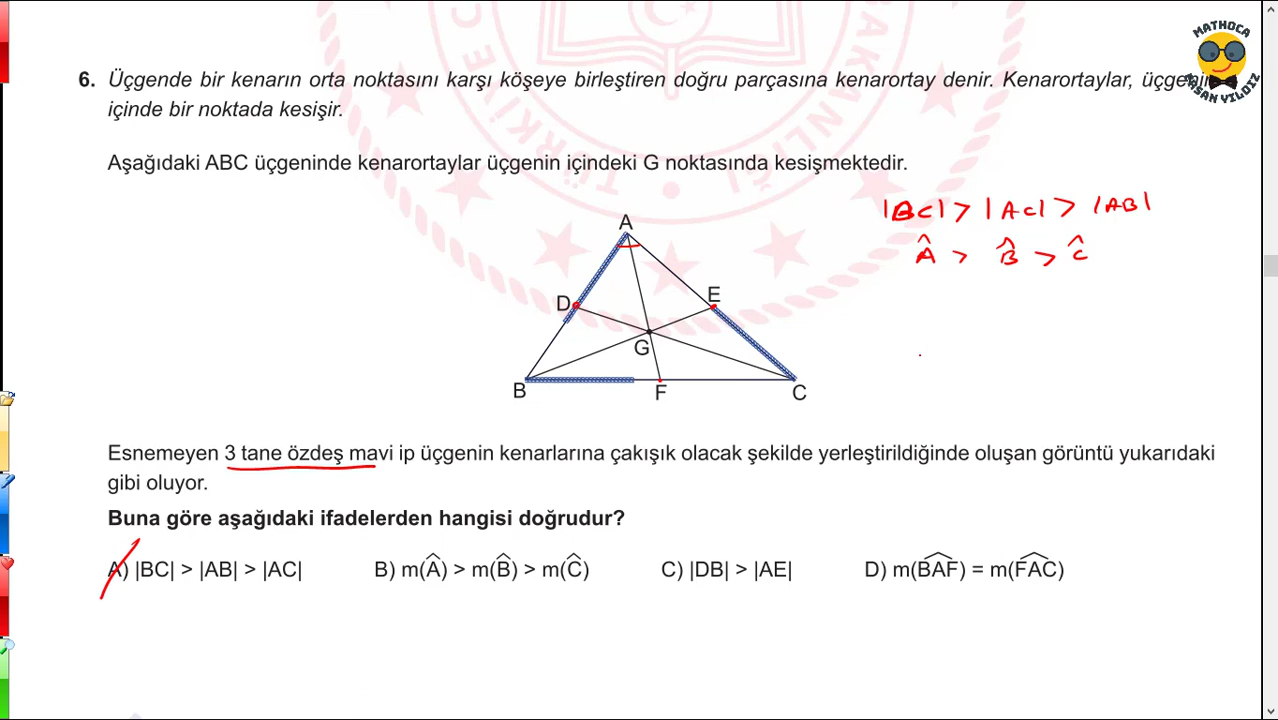 MATHOCA
HASAN YILDIZ
6. Üçgende bir kenarın orta noktasını karşı köşeye birleştiren doğru parçasına kenarortay denir. Kenarortaylar, üçgenin
içinde bir noktada kesişir.
Aşağıdaki ABC üçgeninde kenarortaylar üçgenin içindeki G noktasında kesişmektedir.
|BC| > |AC| > |AB|
Â > B̂ > Ĉ
A
D
E
G
B
F
C
Esnemeyen 3 tane özdeş mavi ip üçgenin kenarlarına çakışık olacak şekilde yerleştirildiğinde oluşan görüntü yukarıdaki
gibi oluyor.
Buna göre aşağıdaki ifadelerden hangisi doğrudur?
A) |BC| > |AB| > |AC| B) m(Â) > m(B̂) > m(Ĉ) C) |DB| > |AE| D) m(BAF) = m(FAC)